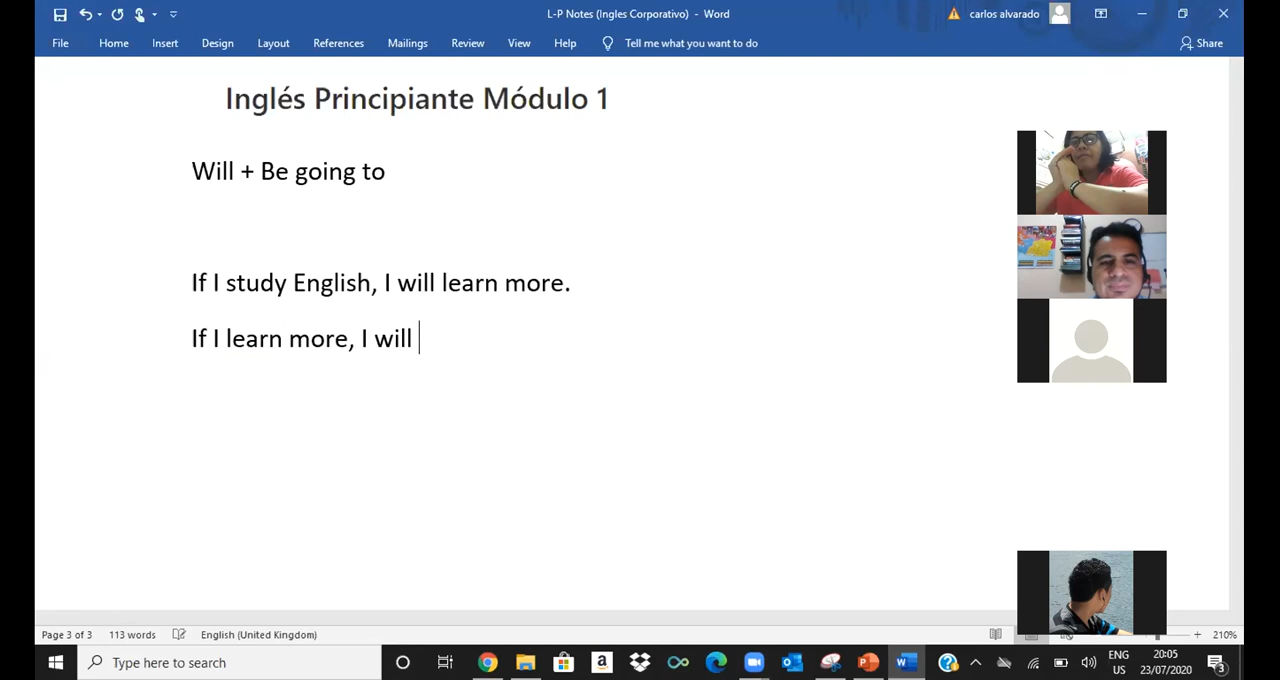 L-P Notes (Ingles Corporativo) - Word
carlos alvarado
File Home Insert Design Layout References Mailings Review View Help Tell me what you want to do Share
Inglés Principiante Módulo 1
Will + Be going to
If I study English, I will learn more.
If I learn more, I will
Page 3 of 3 113 words English (United Kingdom) 210%
Type here to search
ENG
US
20:05
23/07/2020
3